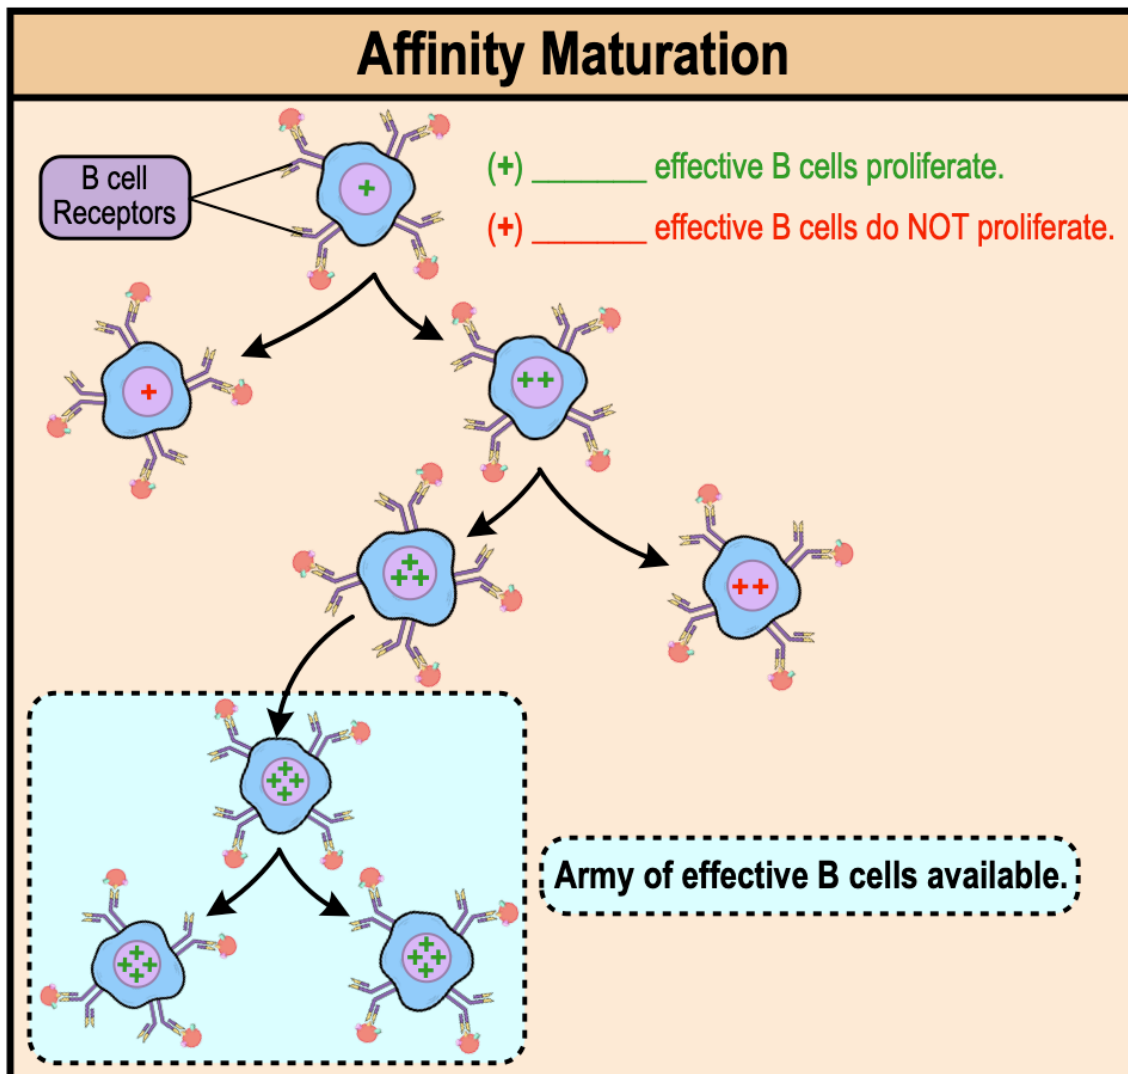 Affinity Maturation
B cell
Receptors
(+) _______ effective B cells proliferate.
(+) _______ effective B cells do NOT proliferate.
+
+
++
+
++
++
+
+ +
+
Army of effective B cells available.
+
+ +
+
+
+ +
+